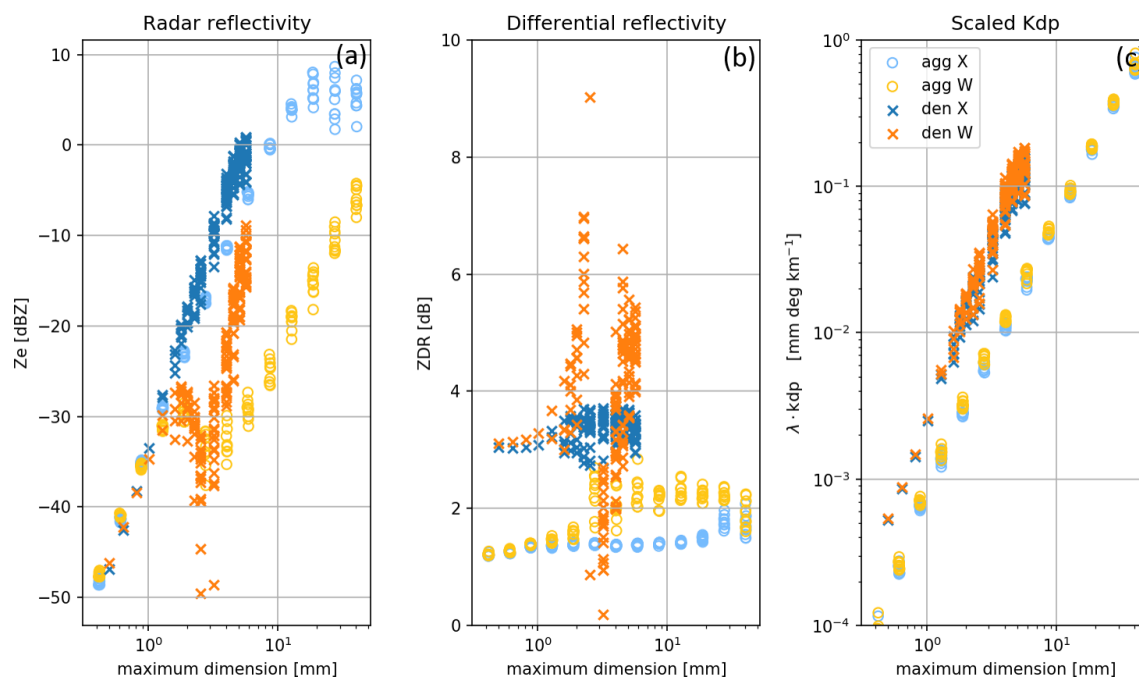 Radar reflectivity
(a)
Ze [dBZ]
10
0
−10
−20
−30
−40
−50
10⁰
10¹
maximum dimension [mm]
Differential reflectivity
(b)
ZDR [dB]
10
8
6
4
2
0
10⁰
10¹
maximum dimension [mm]
Scaled Kdp
(c)
agg X
agg W
den X
den W
λ · kdp [mm deg km⁻¹]
10⁰
10⁻¹
10⁻²
10⁻³
10⁻⁴
10⁰
10¹
maximum dimension [mm]